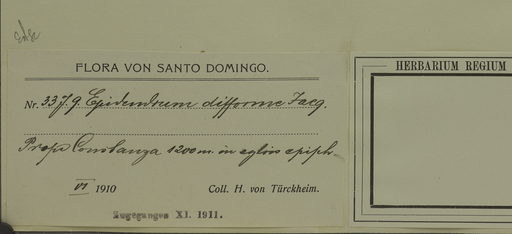 FLORA VON SANTO DOMINGO.
HERBARIUM REGIUM
Nr. 3379. Epidendrum difforme Jacq.
Prope Constanza 1200 m. in epiph.
VI 1910 Coll. H. von Türckheim.
Zugegangen XI. 1911.